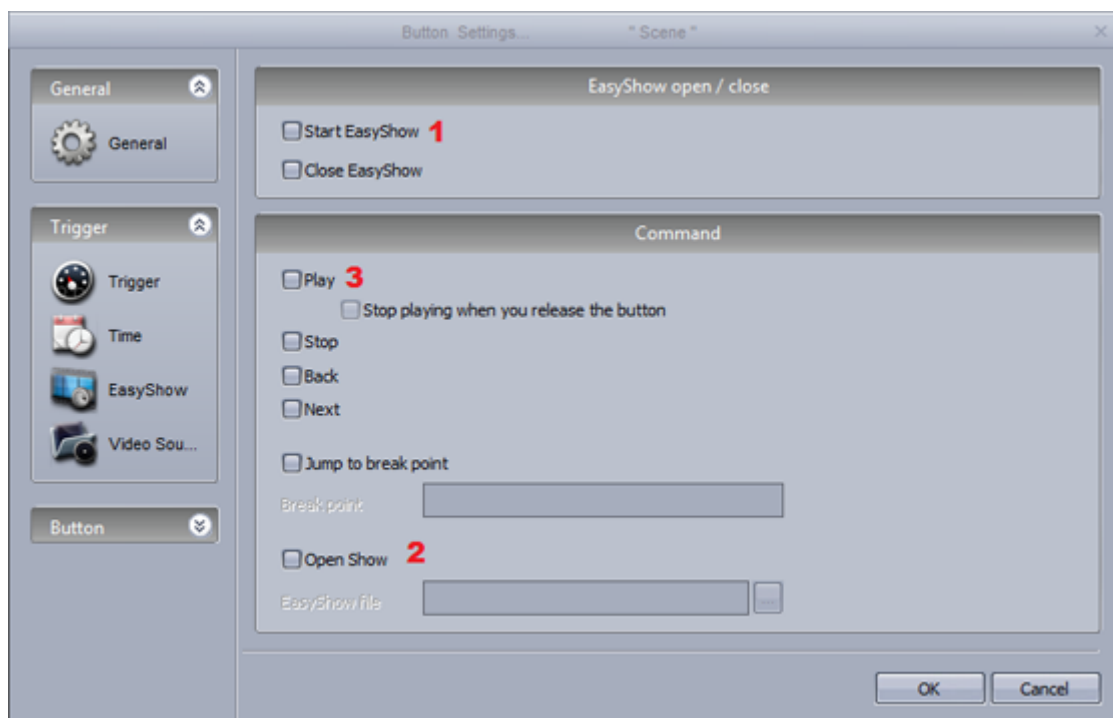 Button Settings... " Scene "
General
General
Trigger
Trigger
Time
EasyShow
Video Sou...
Button
EasyShow open / close
Start EasyShow 1
Close EasyShow
Command
Play 3
Stop playing when you release the button
Stop
Back
Next
Jump to break point
Break point
Open Show 2
EasyShow file
...
OK Cancel